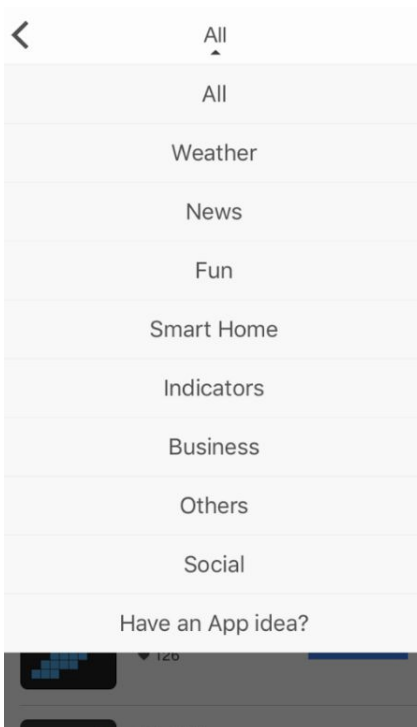 All
All
Weather
News
Fun
Smart Home
Indicators
Business
Others
Social
Have an App idea?
126